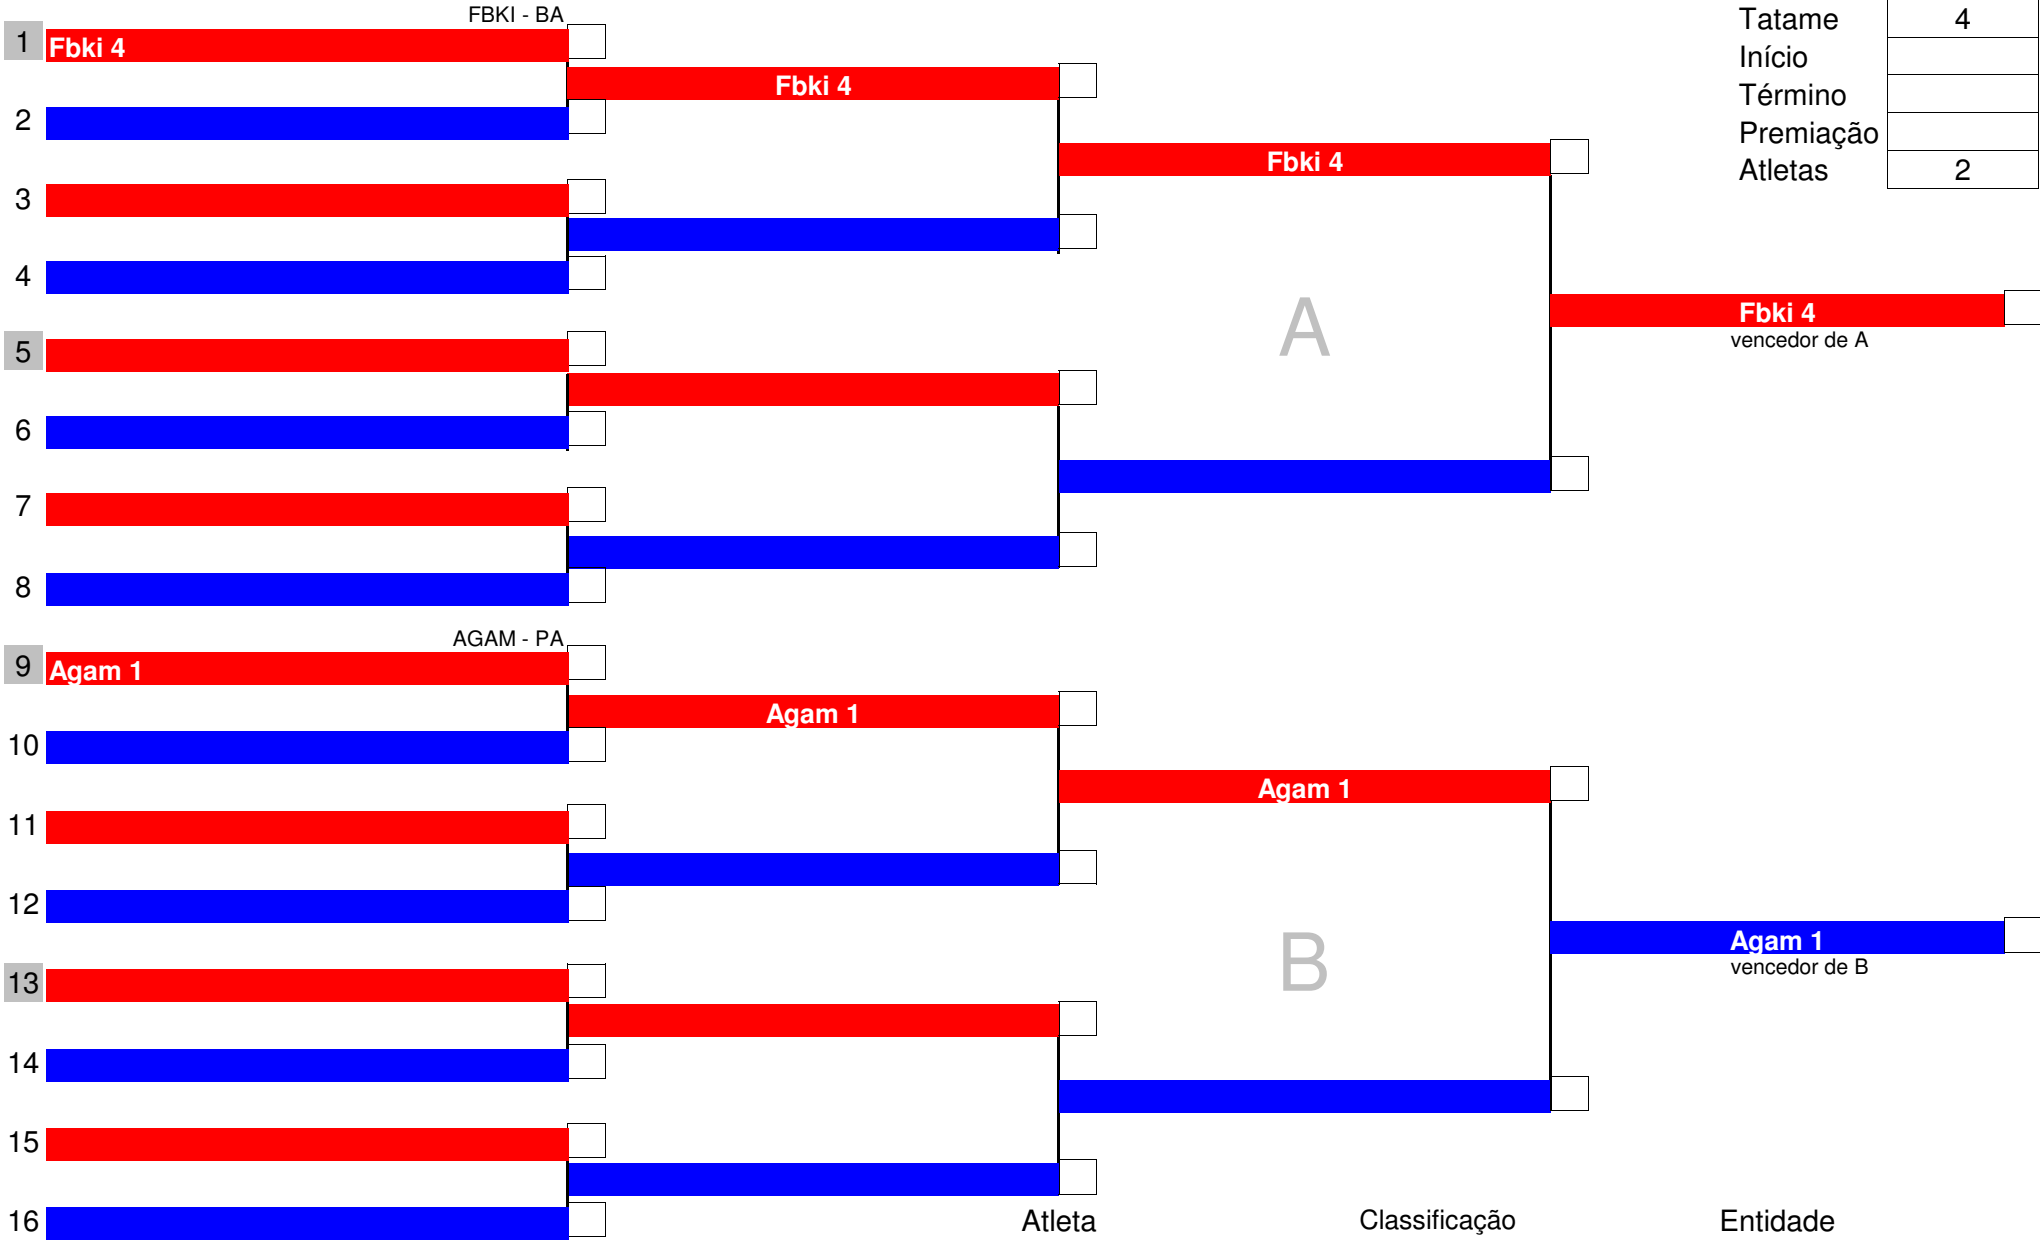 FBKI - BA
Tatame 4
1 Fbki 4
Início
Fbki 4
Término
2
Premiação
Fbki 4
Atletas 2
3
4
A
Fbki 4
vencedor de A
5
6
7
8
AGAM - PA
9 Agam 1
Agam 1
10
Agam 1
11
12
Agam 1
B
vencedor de B
13
14
15
16
Atleta Classificação Entidade